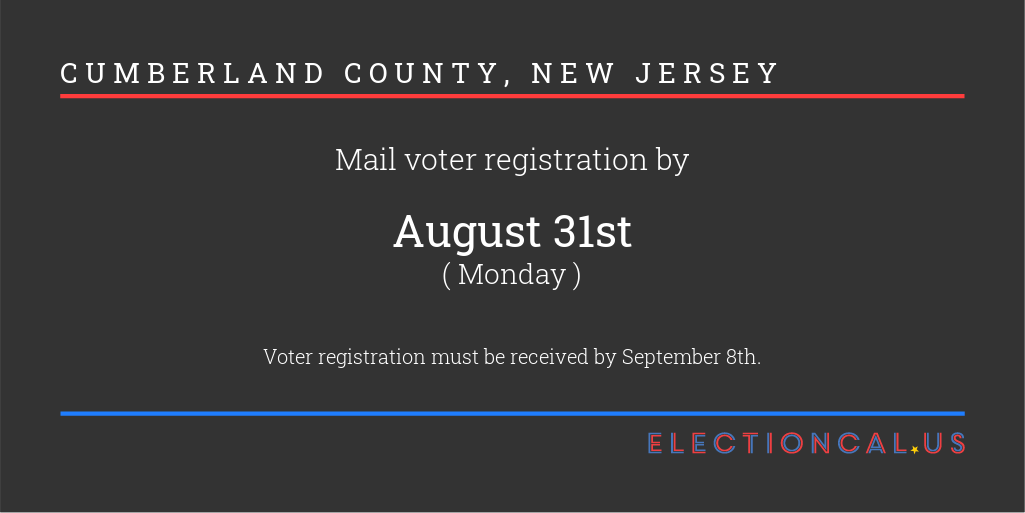 CUMBERLAND COUNTY, NEW JERSEY
Mail voter registration by
August 31st
( Monday )
Voter registration must be received by September 8th.
ELECTIONCAL.US